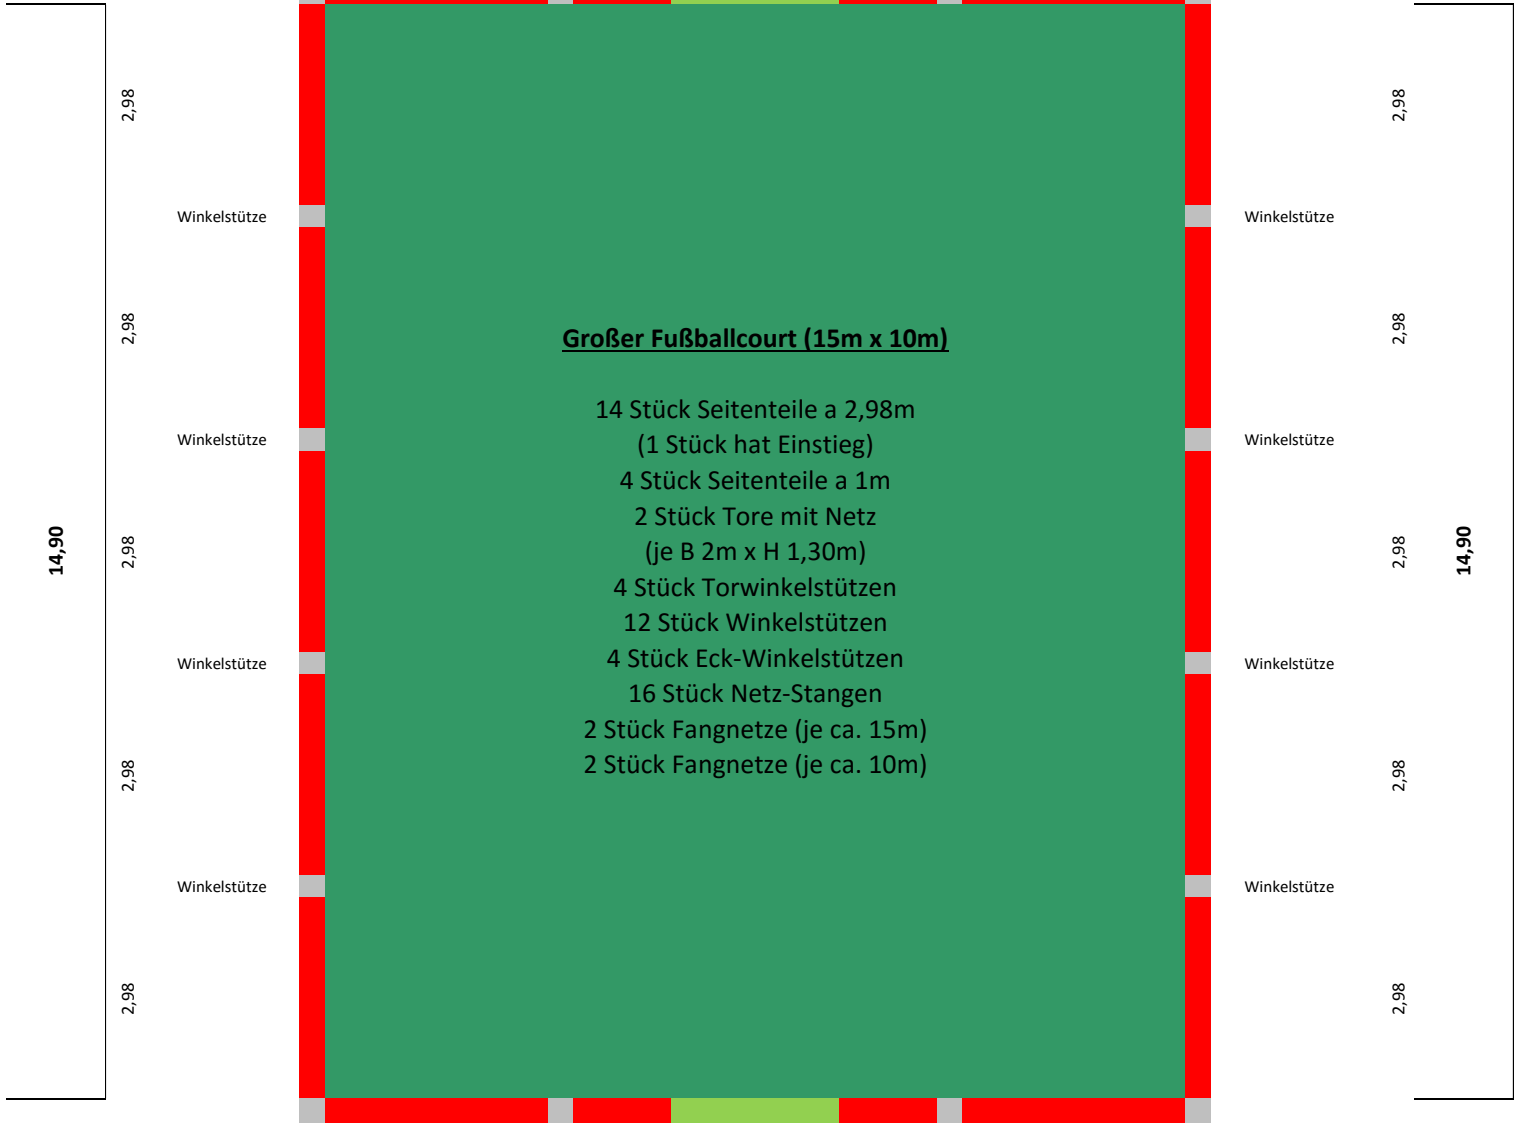 2,98
2,98
Winkelstütze
Winkelstütze
2,98
2,98
Großer Fußballcourt (15m x 10m)
14 Stück Seitenteile a 2,98m
(1 Stück hat Einstieg)
Winkelstütze
Winkelstütze
4 Stück Seitenteile a 1m
2 Stück Tore mit Netz
(je B 2m x H 1,30m)
14,90
2,98
2,98
14,90
4 Stück Torwinkelstützen
12 Stück Winkelstützen
4 Stück Eck-Winkelstützen
Winkelstütze
Winkelstütze
16 Stück Netz-Stangen
2 Stück Fangnetze (je ca. 15m)
2 Stück Fangnetze (je ca. 10m)
2,98
2,98
Winkelstütze
Winkelstütze
2,98
2,98